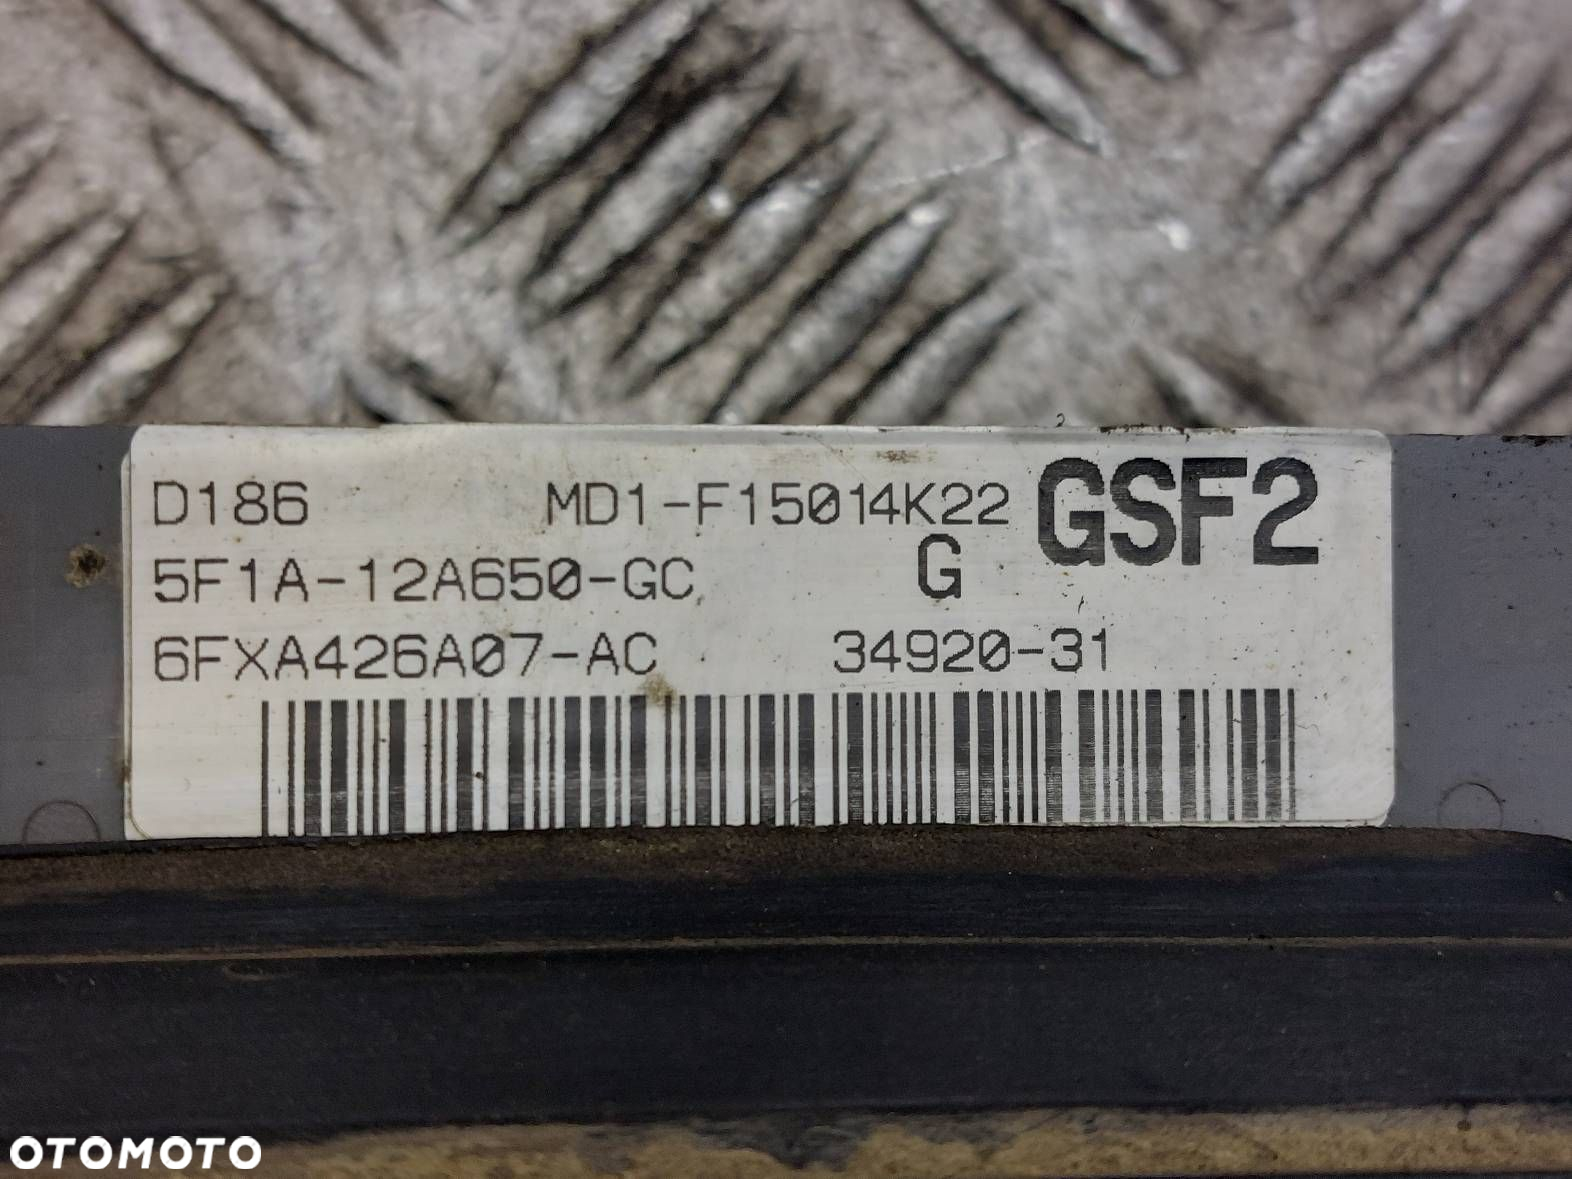 D186 MD1-F15014K22 GSF2
5F1A-12A650-GC G
6FXA426A07-AC 34920-31
OTOMOTO